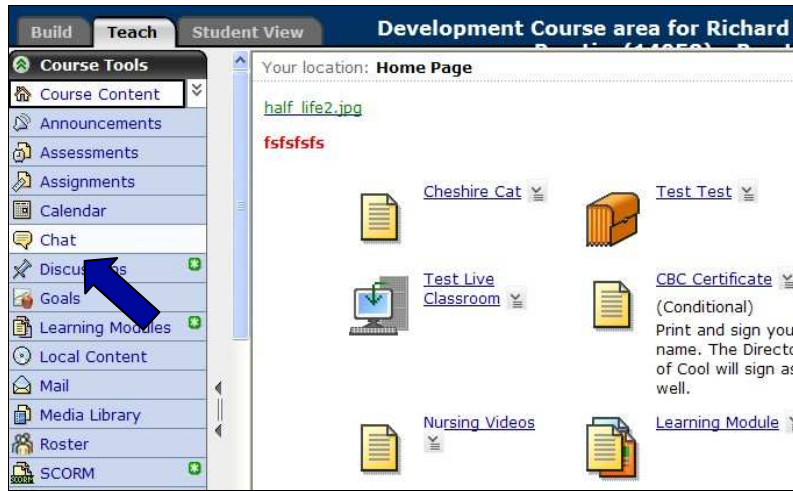 Build Teach Student View
Development Course area for Richard
Course Tools
Course Content
Announcements
Assessments
Assignments
Calendar
Chat
Discussions
Goals
Learning Modules
Local Content
Mail
Media Library
Roster
SCORM
Your location: Home Page
half_life2.jpg
fsfsfsfs
Cheshire Cat
Test Test
Test Live
Classroom
CBC Certificate
(Conditional)
Print and sign you
name. The Directo
of Cool will sign as
well.
Nursing Videos
Learning Module